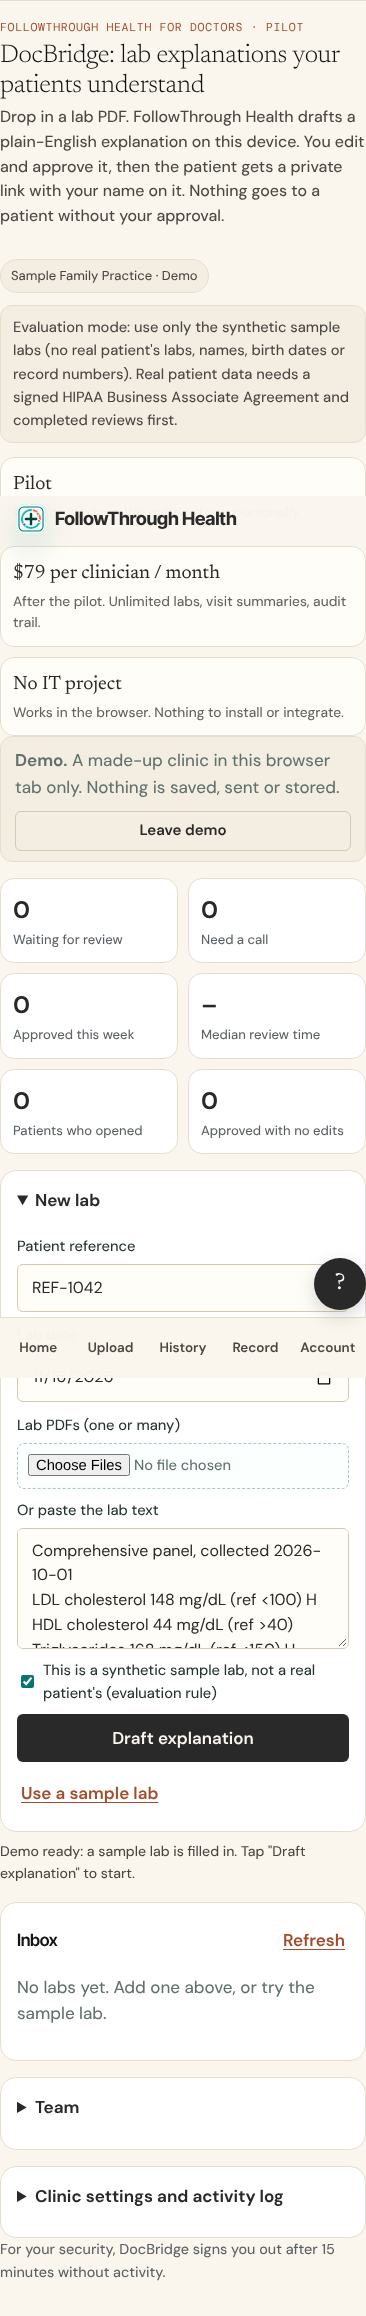 FOLLOWTHROUGH HEALTH FOR DOCTORS · PILOT
DocBridge: lab explanations your
patients understand
Drop in a lab PDF. FollowThrough Health drafts a
plain-English explanation on this device. You edit
and approve it, then the patient gets a private
link with your name on it. Nothing goes to a
patient without your approval.
Sample Family Practice · Demo
Evaluation mode: use only the synthetic sample
labs (no real patient's labs, names, birth dates or
record numbers). Real patient data needs a
signed HIPAA Business Associate Agreement and
completed reviews first.
Pilot
FollowThrough Health
$79 per clinician / month
After the pilot. Unlimited labs, visit summaries, audit
trail.
No IT project
Works in the browser. Nothing to install or integrate.
Demo. A made-up clinic in this browser
tab only. Nothing is saved, sent or stored.
Leave demo
0 0
Waiting for review Need a call
0 –
Approved this week Median review time
0 0
Patients who opened Approved with no edits
▼ New lab
Patient reference
REF-1042
?
Home Upload History Record Account
Lab PDFs (one or many)
Choose Files No file chosen
Or paste the lab text
Comprehensive panel, collected 2026-
10-01
LDL cholesterol 148 mg/dL (ref <100) H
HDL cholesterol 44 mg/dL (ref >40)
Triglycerides 168 mg/dL (ref <150) H
This is a synthetic sample lab, not a real
patient's (evaluation rule)
Draft explanation
Use a sample lab
Demo ready: a sample lab is filled in. Tap "Draft
explanation" to start.
Inbox Refresh
No labs yet. Add one above, or try the
sample lab.
▶ Team
▶ Clinic settings and activity log
For your security, DocBridge signs you out after 15
minutes without activity.